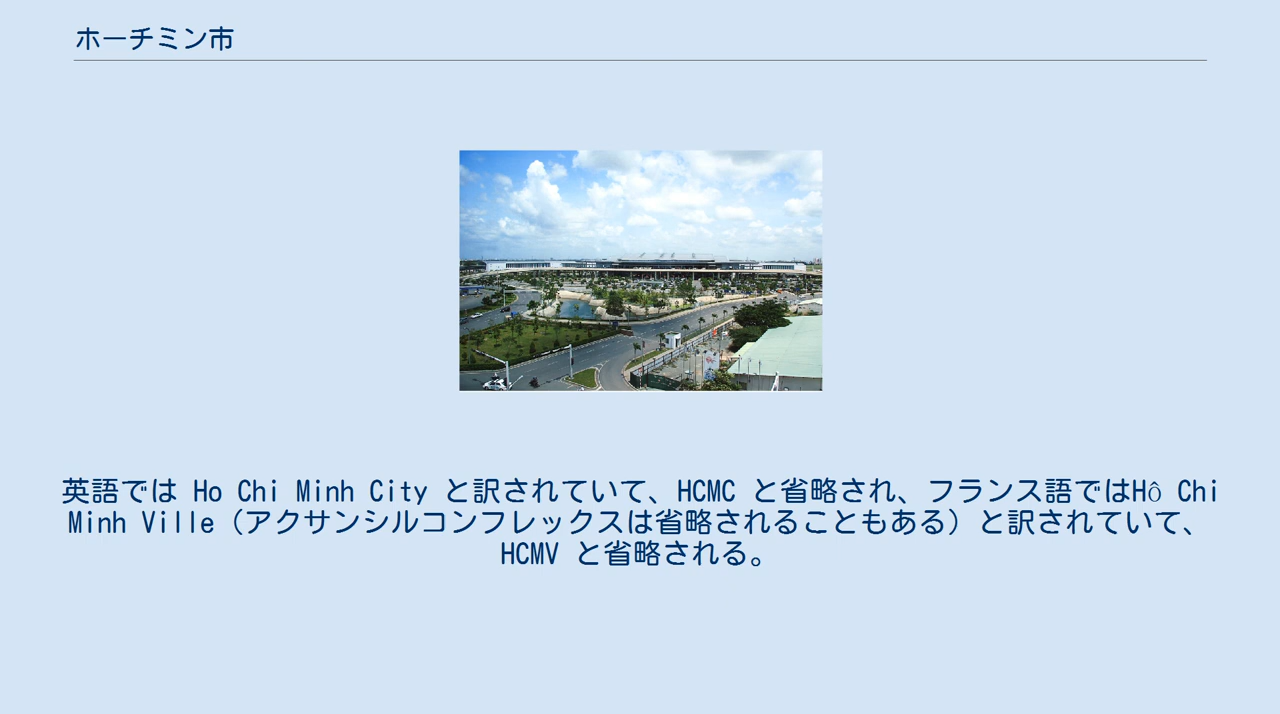 ホーチミン市
英語では Ho Chi Minh City と訳されていて、HCMC と省略され、フランス語ではHô Chi
Minh Ville（アクサンシルコンフレックスは省略されることもある）と訳されていて、
HCMV と省略される。